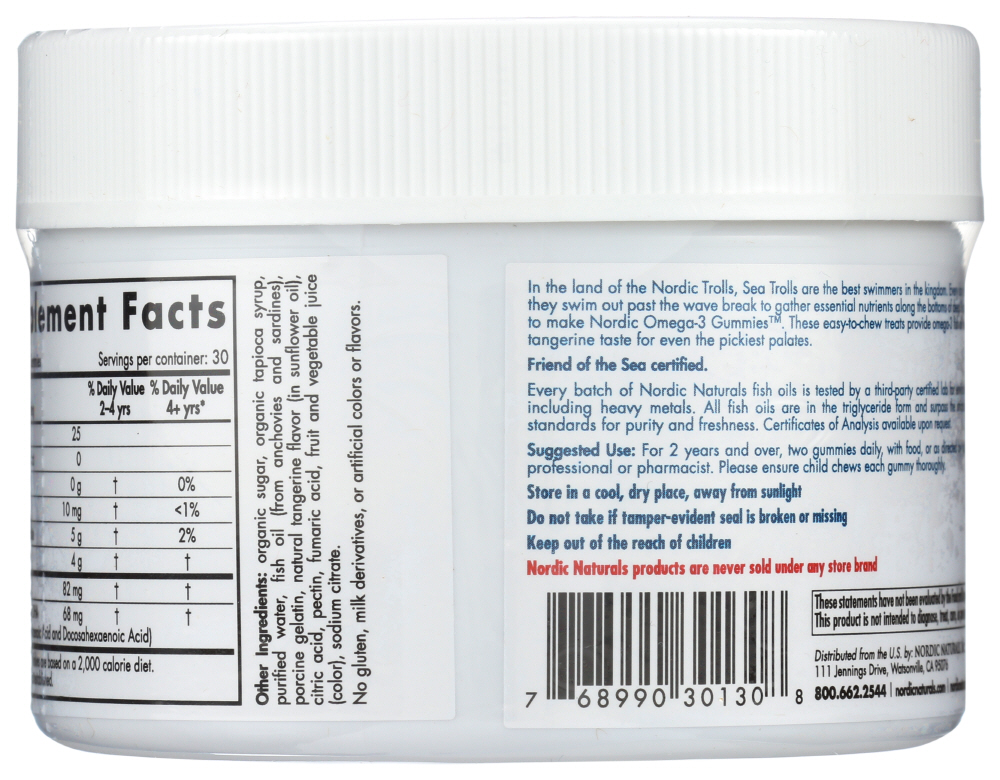 lement Facts
Servings per container: 30
% Daily Value % Daily Value
2-4 yrs 4+ yrs*
25
0
0 g † 0%
10 mg † <1%
5 g † 2%
4 g † †
82 mg † †
68 mg † †
and Docosahexaenoic Acid)
are based on a 2,000 calorie diet.
Other Ingredients: organic sugar, organic tapioca syrup,
purified water, fish oil (from anchovies and sardines),
porcine gelatin, natural tangerine flavor (in sunflower oil),
citric acid, pectin, fumaric acid, fruit and vegetable juice
(color), sodium citrate.
No gluten, milk derivatives, or artificial colors or flavors.
In the land of the Nordic Trolls, Sea Trolls are the best swimmers in the kingdom.
they swim out past the wave break to gather essential nutrients along the bottoms of
to make Nordic Omega-3 Gummies™. These easy-to-chew treats provide omega-3
tangerine taste for even the pickiest palates.
Friend of the Sea certified.
Every batch of Nordic Naturals fish oils is tested by a third-party certified lab for
including heavy metals. All fish oils are in the triglyceride form and surpass the
standards for purity and freshness. Certificates of Analysis available upon request.
Suggested Use: For 2 years and over, two gummies daily, with food, or as directed
professional or pharmacist. Please ensure child chews each gummy thoroughly.
Store in a cool, dry place, away from sunlight
Do not take if tamper-evident seal is broken or missing
Keep out of the reach of children
Nordic Naturals products are never sold under any store brand
7 68990 30130 8
These statements have not been evaluated by the
This product is not intended to diagnose, treat,
Distributed from the U.S. by: NORDIC NATURALS
111 Jennings Drive, Watsonville, CA 95076
800.662.2544 | nordicnaturals.com |